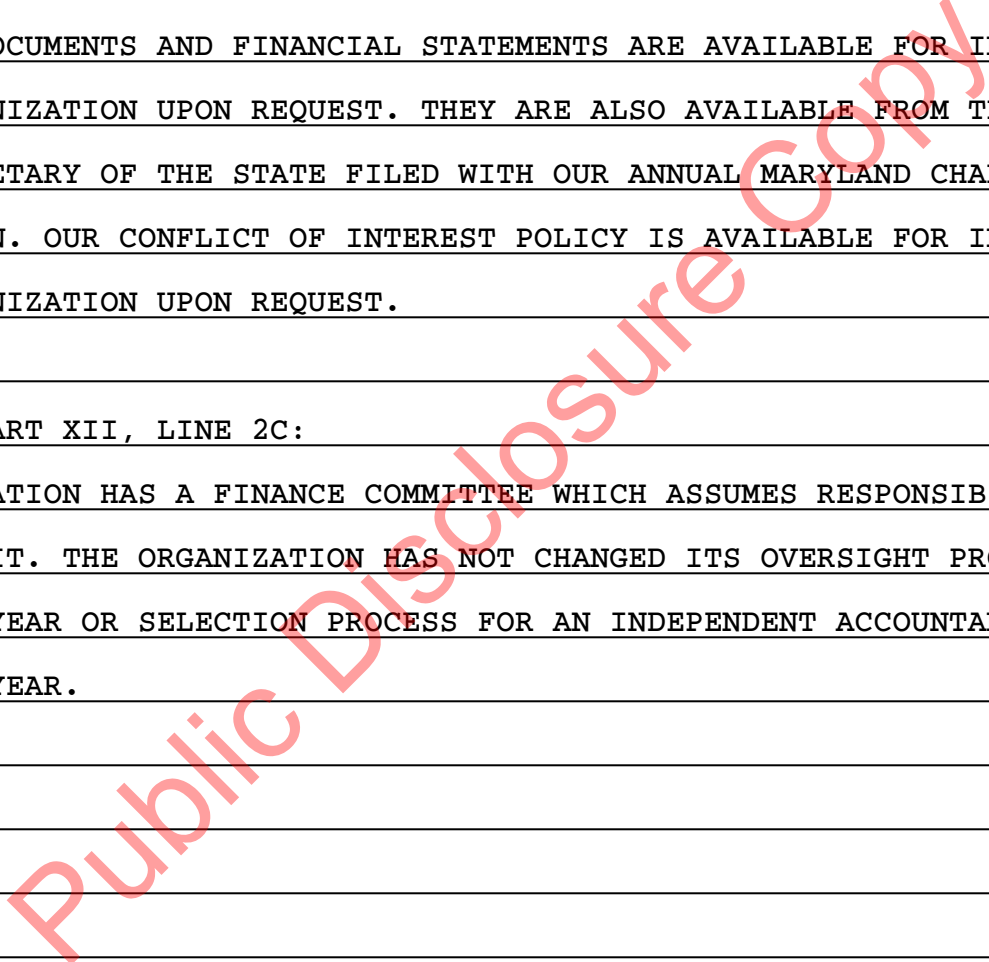 OCUMENTS AND FINANCIAL STATEMENTS ARE AVAILABLE FOR I
NIZATION UPON REQUEST. THEY ARE ALSO AVAILABLE FROM T
ETARY OF THE STATE FILED WITH OUR ANNUAL MARYLAND CHA
N. OUR CONFLICT OF INTEREST POLICY IS AVAILABLE FOR I
NIZATION UPON REQUEST.
ART XII, LINE 2C:
ATION HAS A FINANCE COMMITTEE WHICH ASSUMES RESPONSIB
IT. THE ORGANIZATION HAS NOT CHANGED ITS OVERSIGHT PRO
YEAR OR SELECTION PROCESS FOR AN INDEPENDENT ACCOUNTA
YEAR.
Public Disclosure Copy